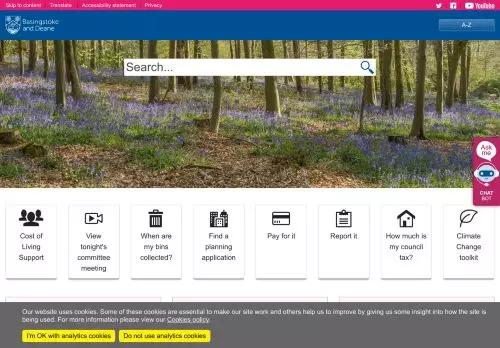 Skip to content Translate Accessibility statement Privacy YouTube
Basingstoke
and Deane
A-Z
Search...
Ask
me
CHAT
BOT
Cost of
Living
Support
View
tonight's
committee
meeting
When are
my bins
collected?
Find a
planning
application
Pay for it
Report it
How much is
my council
tax?
Climate
Change
toolkit
Our website uses cookies. Some of these cookies are essential to make our site work and others help us to improve by giving us some insight into how the site is
being used. For more information please view our Cookies policy.
I'm OK with analytics cookies Do not use analytics cookies